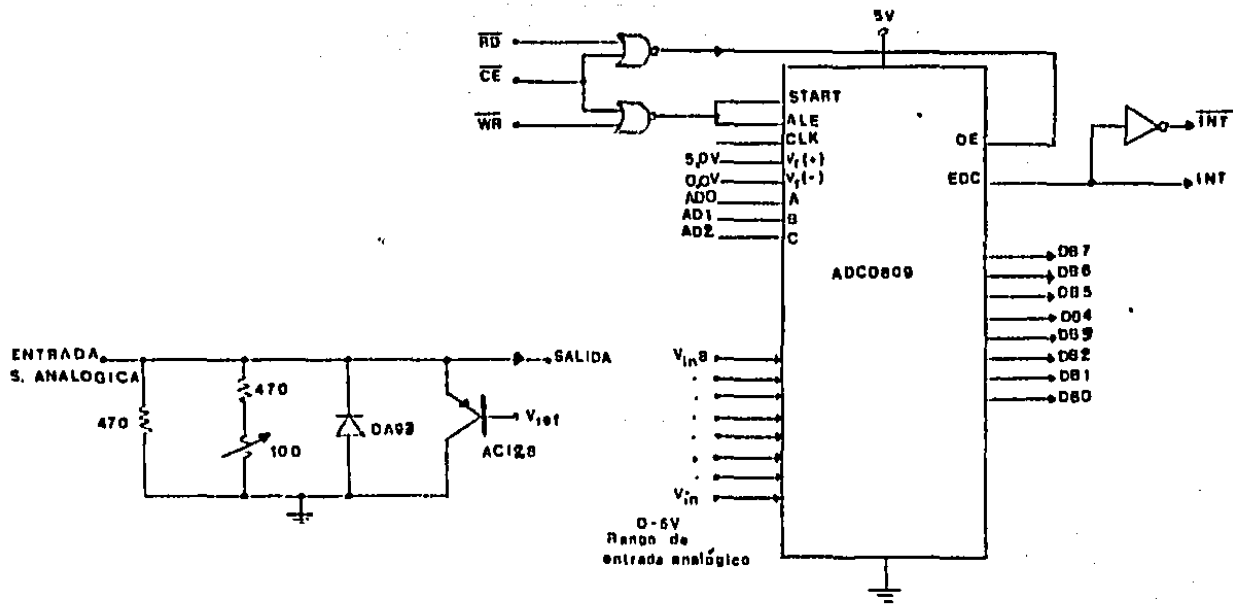 5V
RD
CE
WR
START
ALE
CLK
5,0V
Vr(+)
0,0V
Vr(-)
AD0
A
AD1
B
AD2
C
OE
EOC
INT
INT
ADC0809
DB7
DB6
DB5
DB4
DB3
DB2
DB1
DB0
ENTRADA
S. ANALOGICA
SALIDA
470
470
100
AC128
Vref
Vin8
Vin
Rango de
entrada analógico